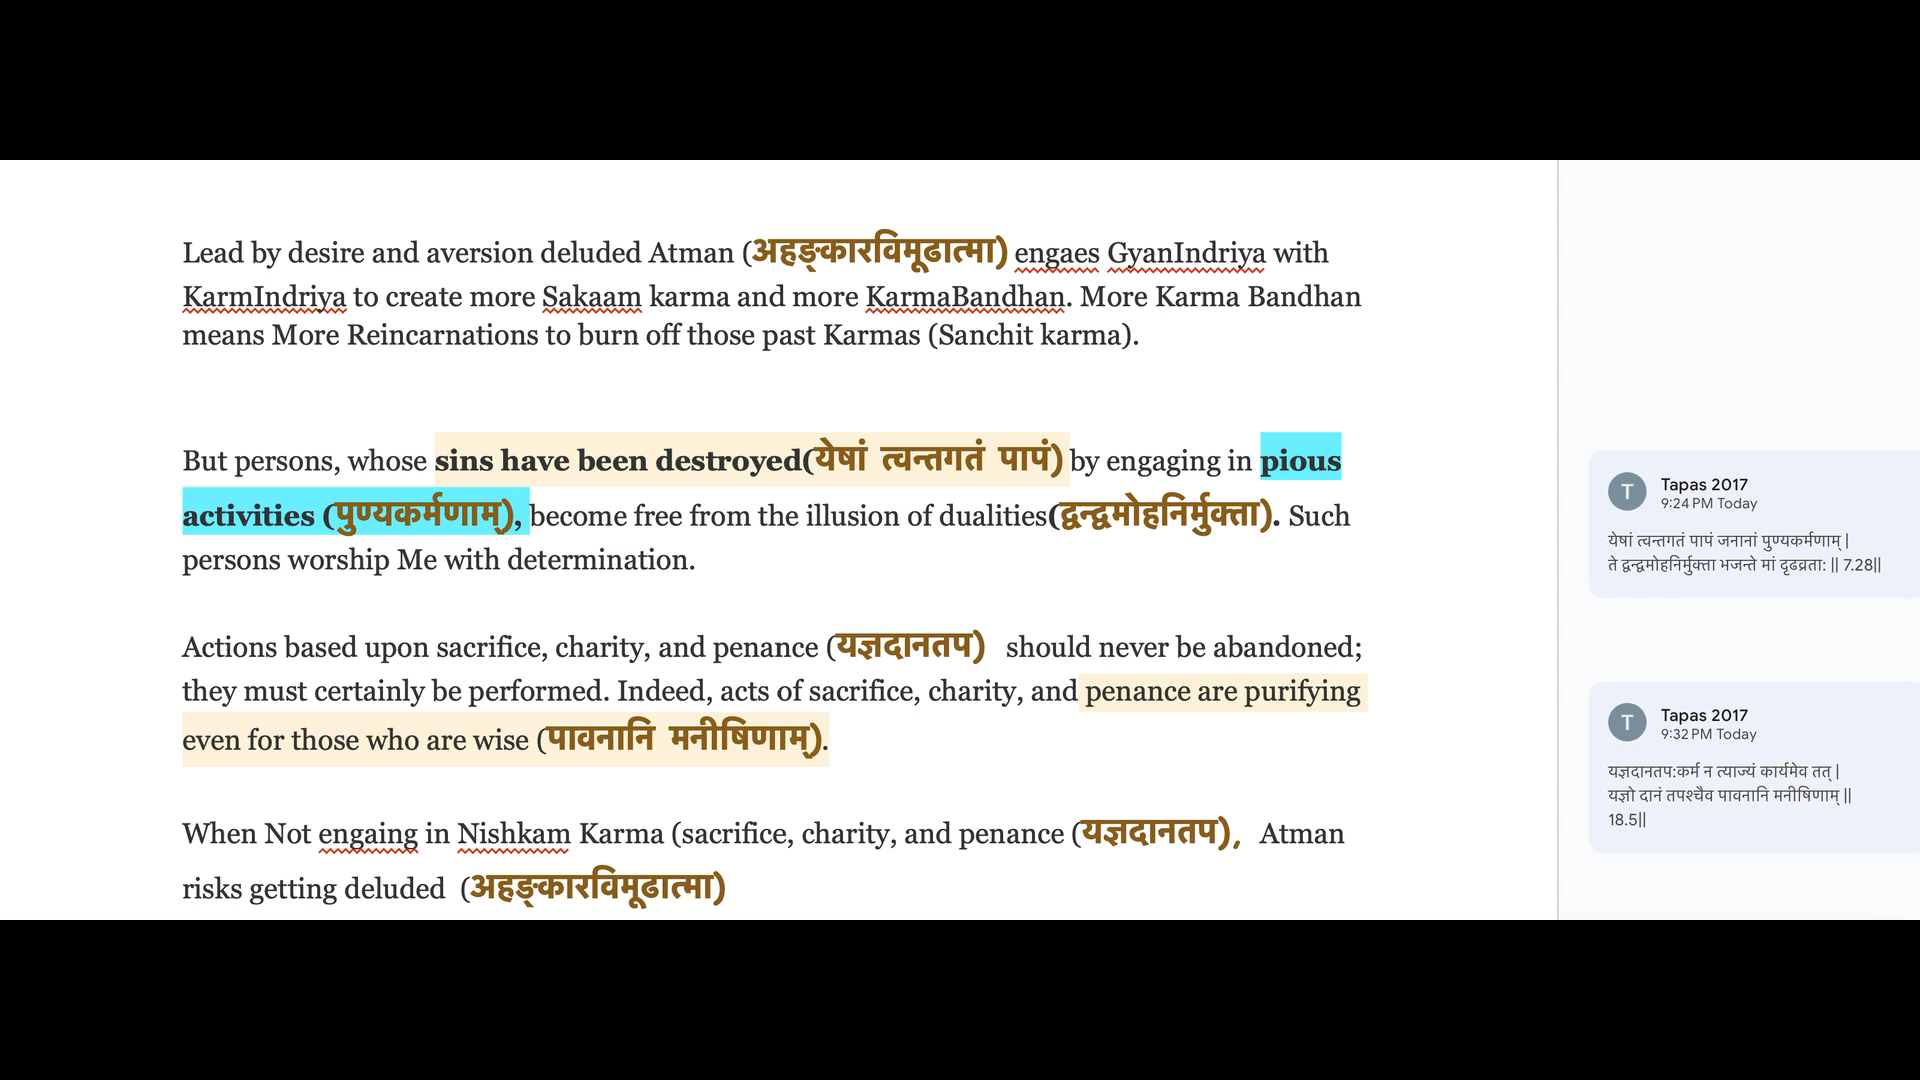 Lead by desire and aversion deluded Atman (अहङ्कारविमूढात्मा) engaes GyanIndriya with
KarmIndriya to create more Sakaam karma and more KarmaBandhan. More Karma Bandhan
means More Reincarnations to burn off those past Karmas (Sanchit karma).
But persons, whose sins have been destroyed(येषां त्वन्तगतं पापं) by engaging in pious
activities (पुण्यकर्मणाम्), become free from the illusion of dualities(द्वन्द्वमोहनिर्मुक्ता). Such
persons worship Me with determination.
Actions based upon sacrifice, charity, and penance (यज्ञदानतप) should never be abandoned;
they must certainly be performed. Indeed, acts of sacrifice, charity, and penance are purifying
even for those who are wise (पावनानि मनीषिणाम्).
When Not engaing in Nishkam Karma (sacrifice, charity, and penance (यज्ञदानतप), Atman
risks getting deluded (अहङ्कारविमूढात्मा)
T
Tapas 2017
9:24 PM Today
येषां त्वन्तगतं पापं जनानां पुण्यकर्मणाम् |
ते द्वन्द्वमोहनिर्मुक्ता भजन्ते मां दृढव्रता: || 7.28||
T
Tapas 2017
9:32 PM Today
यज्ञदानतप:कर्म न त्याज्यं कार्यमेव तत् |
यज्ञो दानं तपश्चैव पावनानि मनीषिणाम् ||
18.5||